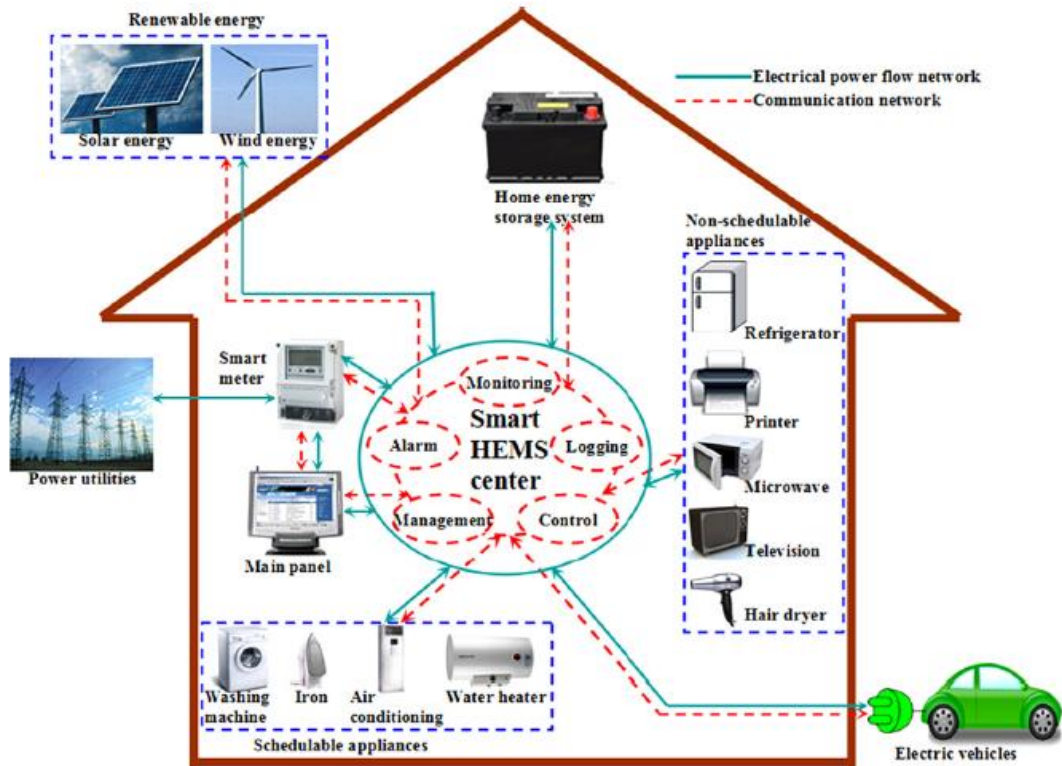 Renewable energy
Solar energy
Wind energy
Electrical power flow network
Communication network
Home energy
storage system
Non-schedulable
appliances
Refrigerator
Printer
Microwave
Television
Hair dryer
Smart
meter
Power utilities
Main panel
Monitoring
Alarm
Smart
HEMS
center
Logging
Management
Control
Washing
machine
Iron
Air
conditioning
Water heater
Schedulable appliances
Electric vehicles